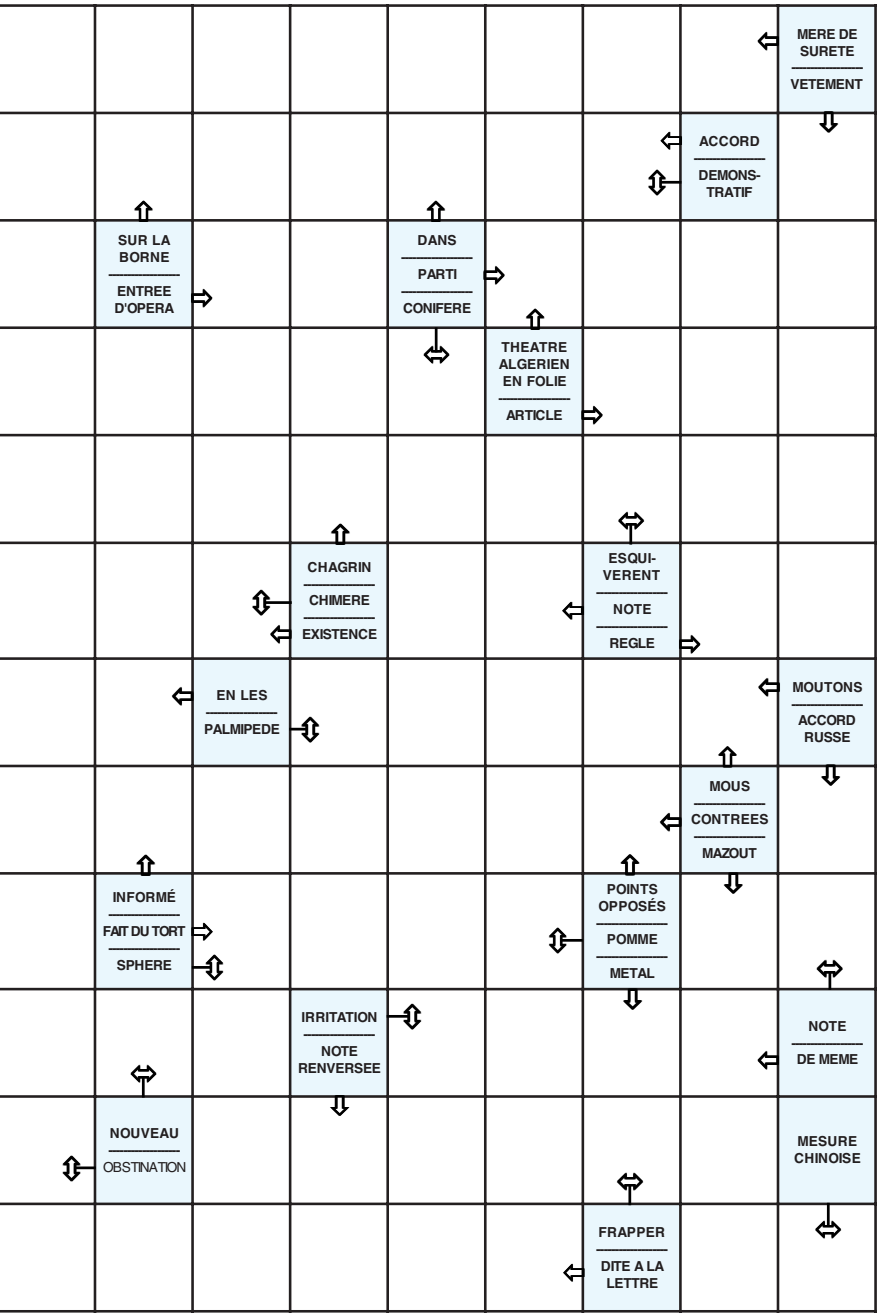 MERE DE
SURETE
VETEMENT
ACCORD
DEMONS-
TRATIF
SUR LA
BORNE
ENTREE
D'OPERA
DANS
PARTI
CONIFERE
THEATRE
ALGERIEN
EN FOLIE
ARTICLE
CHAGRIN
CHIMERE
EXISTENCE
ESQUI-
VERENT
NOTE
REGLE
EN LES
PALMIPEDE
MOUTONS
ACCORD
RUSSE
MOUS
CONTREES
MAZOUT
INFORMÉ
FAIT DU TORT
SPHERE
POINTS
OPPOSÉS
POMME
METAL
IRRITATION
NOTE
RENVERSEE
NOTE
DE MEME
NOUVEAU
OBSTINATION
MESURE
CHINOISE
FRAPPER
DITE A LA
LETTRE